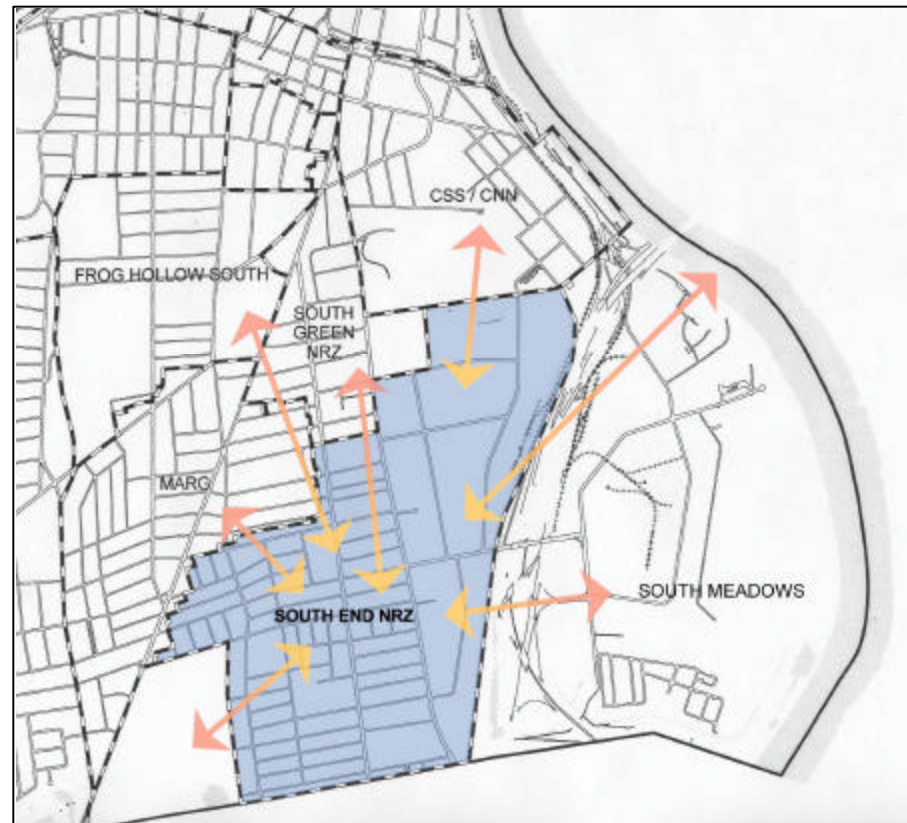 CSS / CNN
FROG HOLLOW SOUTH
SOUTH
GREEN
NRZ
MARG
SOUTH MEADOWS
SOUTH END NRZ